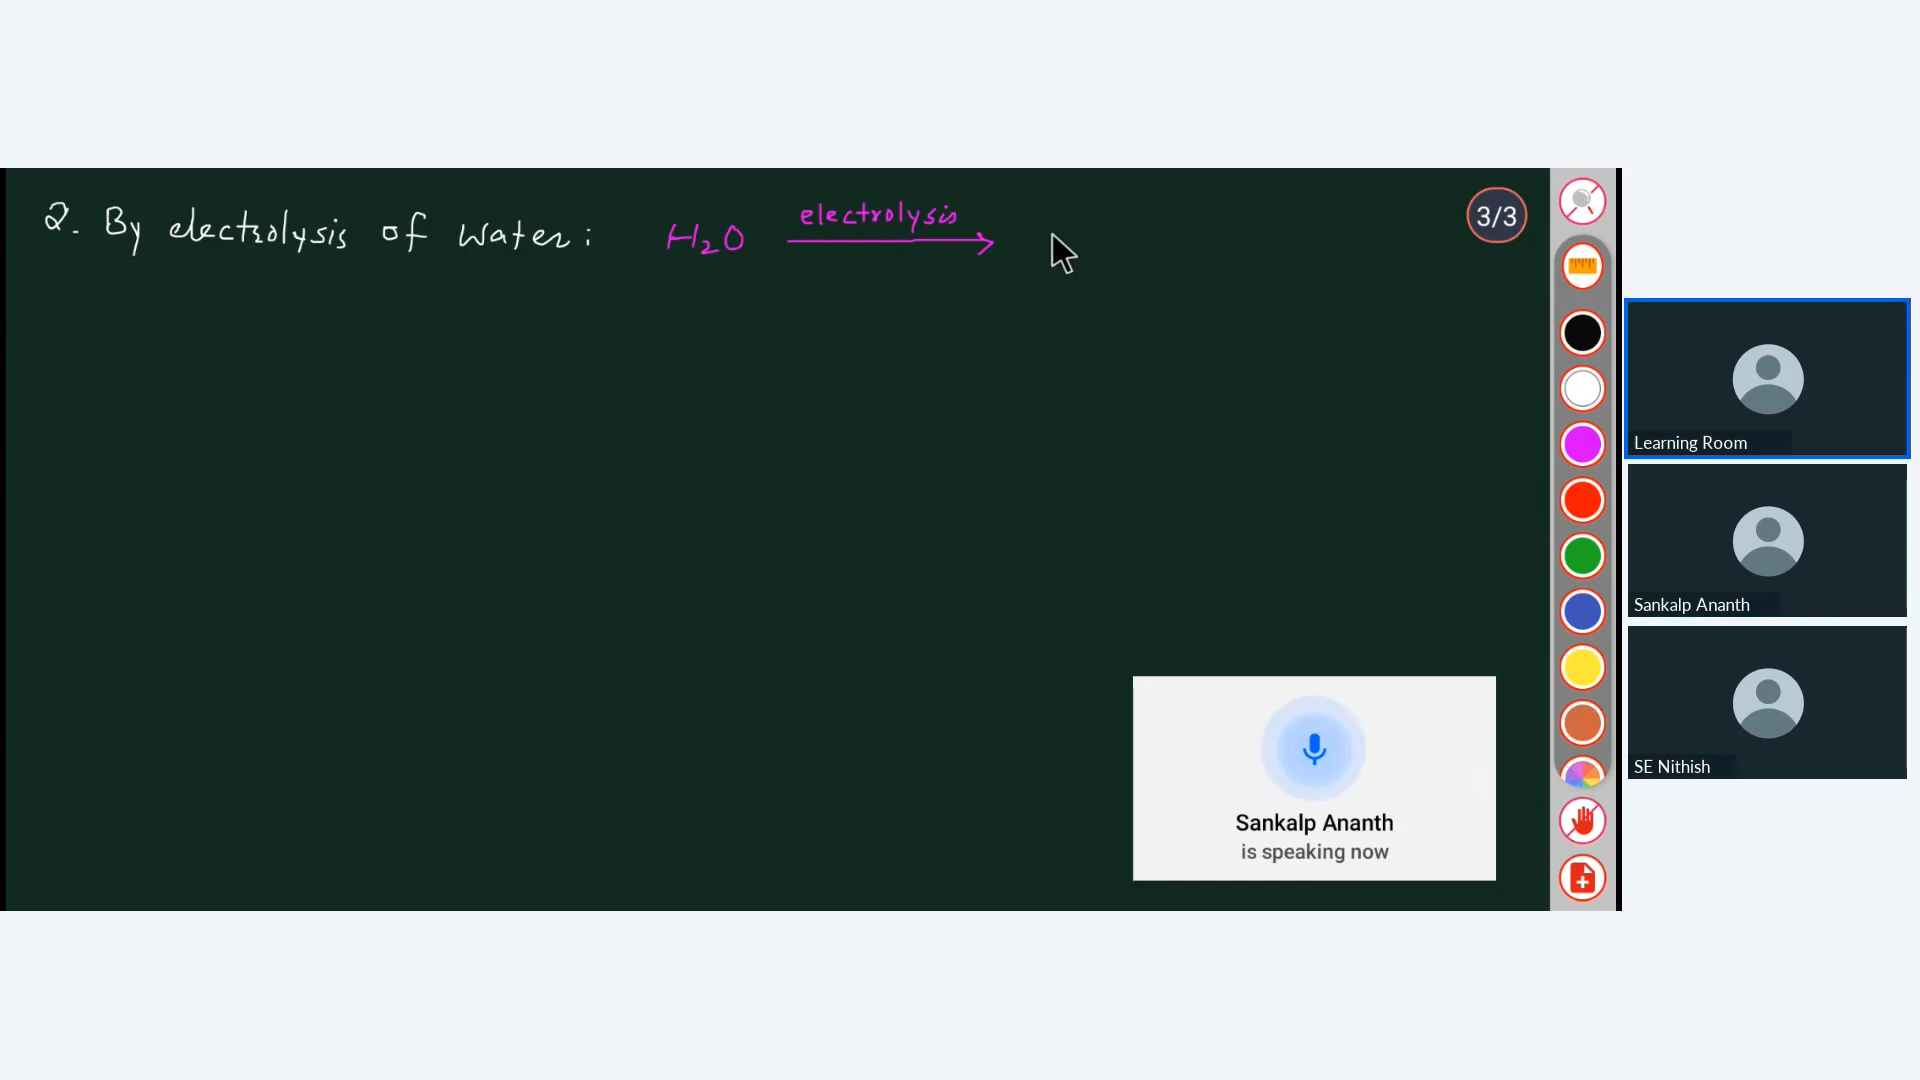 2. By electrolysis of Water: H₂O electrolysis →
3/3
Learning Room
Sankalp Ananth
SE Nithish
Sankalp Ananth
is speaking now